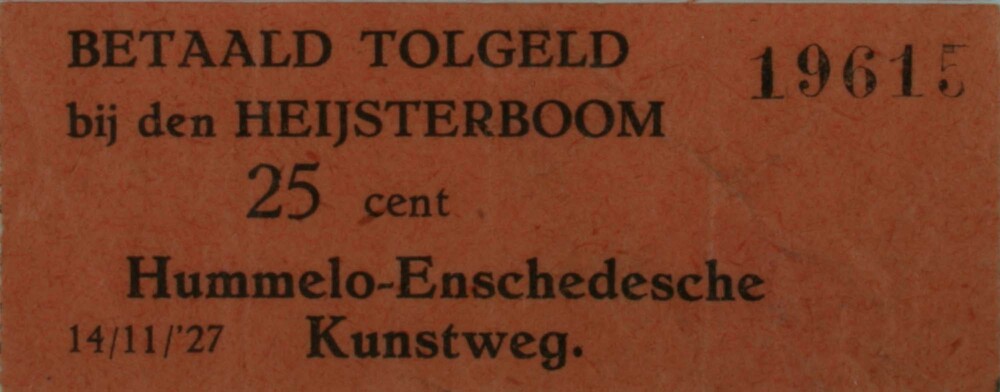 BETAALD TOLGELD
19615
bij den HEIJSTERBOOM
25 cent
Hummelo-Enschedesche
14/11/'27 Kunstweg.